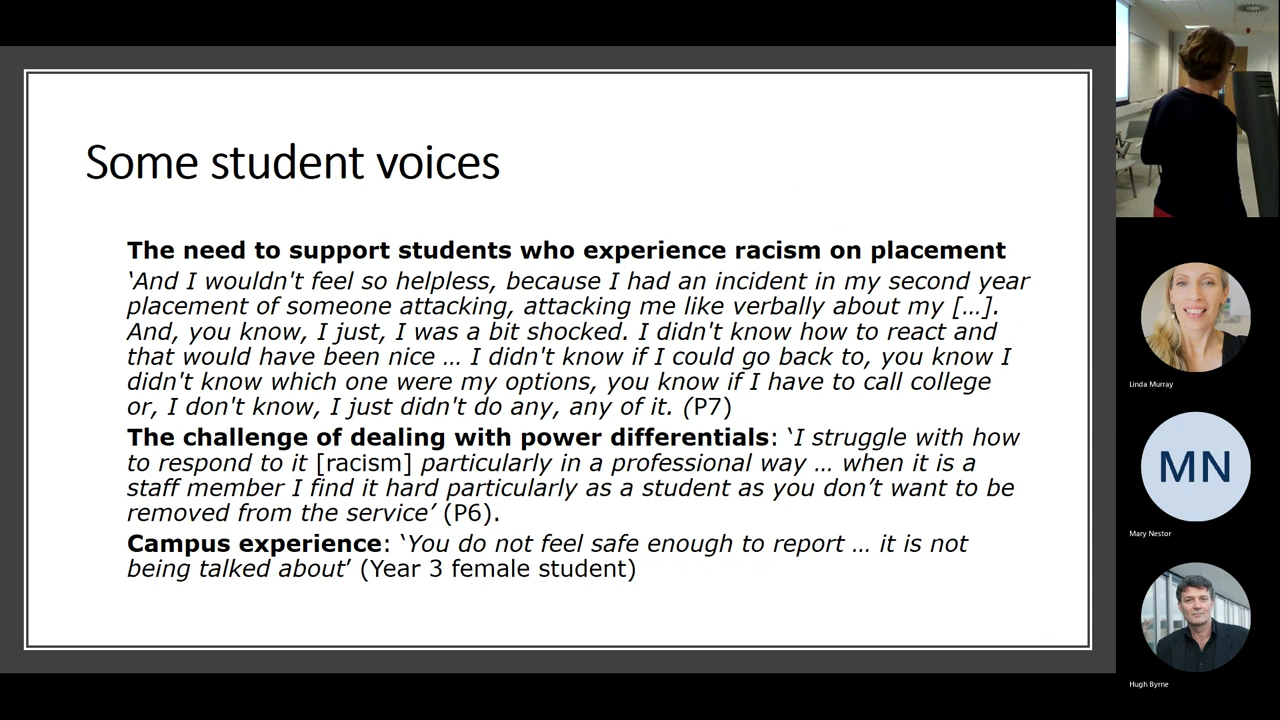 Some student voices
The need to support students who experience racism on placement
‘And I wouldn't feel so helpless, because I had an incident in my second year
placement of someone attacking, attacking me like verbally about my […].
And, you know, I just, I was a bit shocked. I didn't know how to react and
that would have been nice … I didn't know if I could go back to, you know I
didn't know which one were my options, you know if I have to call college
or, I don't know, I just didn't do any, any of it. (P7)
The challenge of dealing with power differentials: ‘I struggle with how
to respond to it [racism] particularly in a professional way … when it is a
staff member I find it hard particularly as a student as you don’t want to be
removed from the service’ (P6).
Campus experience: ‘You do not feel safe enough to report … it is not
being talked about’ (Year 3 female student)
Linda Murray
MN
Mary Nestor
Hugh Byrne